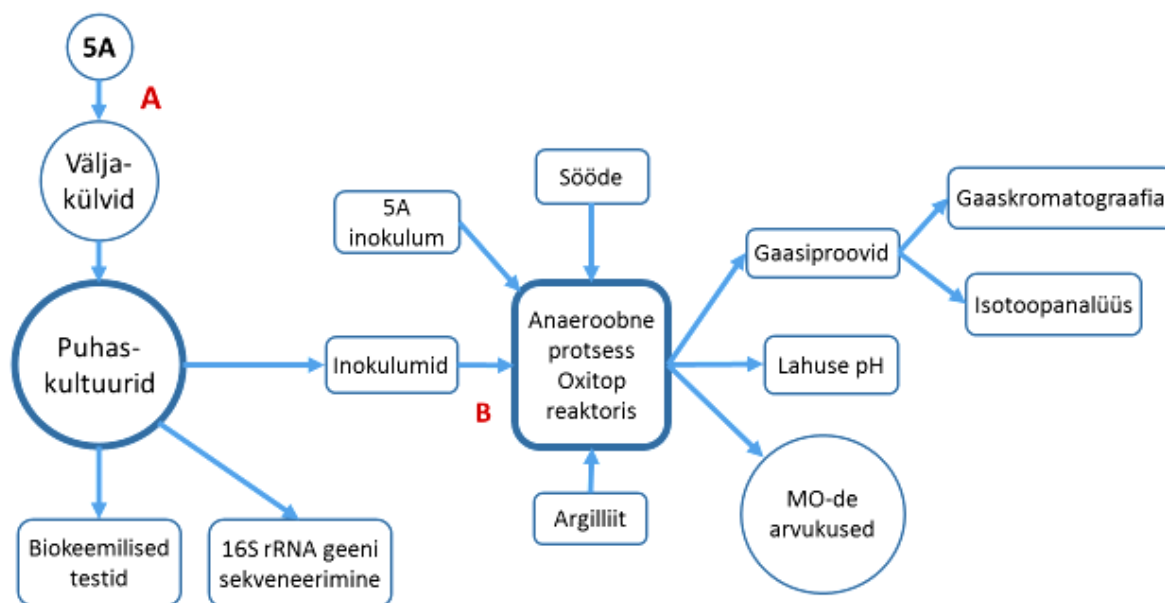 5A
A
Välja-
külvid
Puhas-
kultuurid
Biokeemilised
testid
16S rRNA geeni
sekveneerimine
5A
inokulum
Inokulumid
B
Sööde
Anaeroobne
protsess
Oxitop
reaktoris
Argilliit
Gaasiproovid
Lahuse pH
MO-de
arvukused
Gaaskromatograafia
Isotoopanalüüs